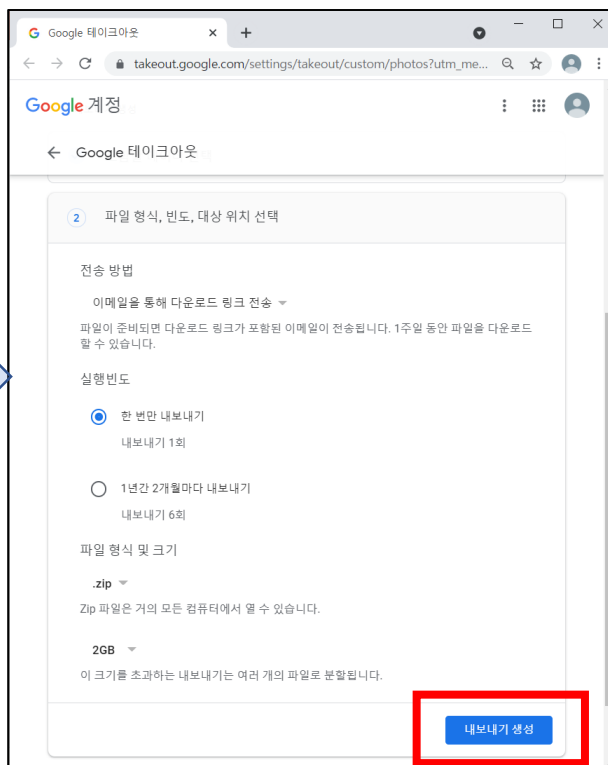 G Google 테이크아웃
takeout.google.com/settings/takeout/custom/photos?utm_me...
Google 계정
Google 테이크아웃
2 파일 형식, 빈도, 대상 위치 선택
전송 방법
이메일을 통해 다운로드 링크 전송
파일이 준비되면 다운로드 링크가 포함된 이메일이 전송됩니다. 1주일 동안 파일을 다운로드
할 수 있습니다.
실행빈도
한 번만 내보내기
내보내기 1회
1년간 2개월마다 내보내기
내보내기 6회
파일 형식 및 크기
.zip
Zip 파일은 거의 모든 컴퓨터에서 열 수 있습니다.
2GB
이 크기를 초과하는 내보내기는 여러 개의 파일로 분할됩니다.
내보내기 생성